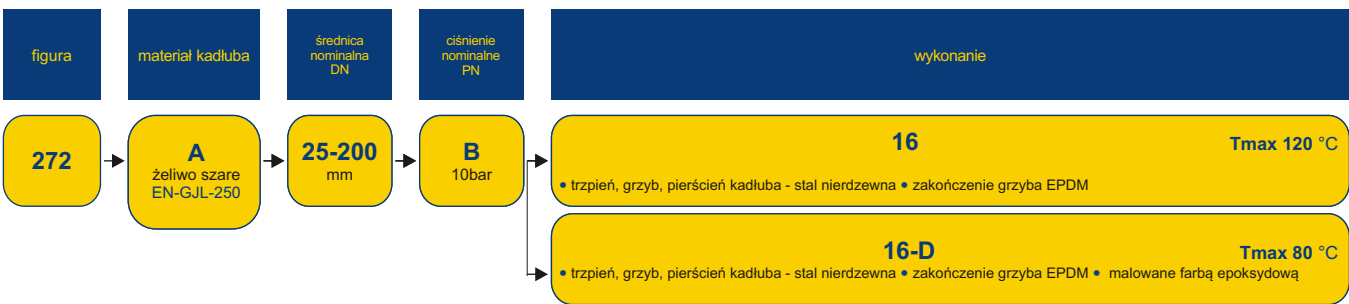 figura
materiał kadłuba
średnica
nominalna
DN
ciśnienie
nominalne
PN
wykonanie
272
A
żeliwo szare
EN-GJL-250
25-200
mm
B
10bar
16 Tmax 120 °C
• trzpień, grzyb, pierścień kadłuba - stal nierdzewna • zakończenie grzyba EPDM
16-D Tmax 80 °C
• trzpień, grzyb, pierścień kadłuba - stal nierdzewna • zakończenie grzyba EPDM • malowane farbą epoksydową